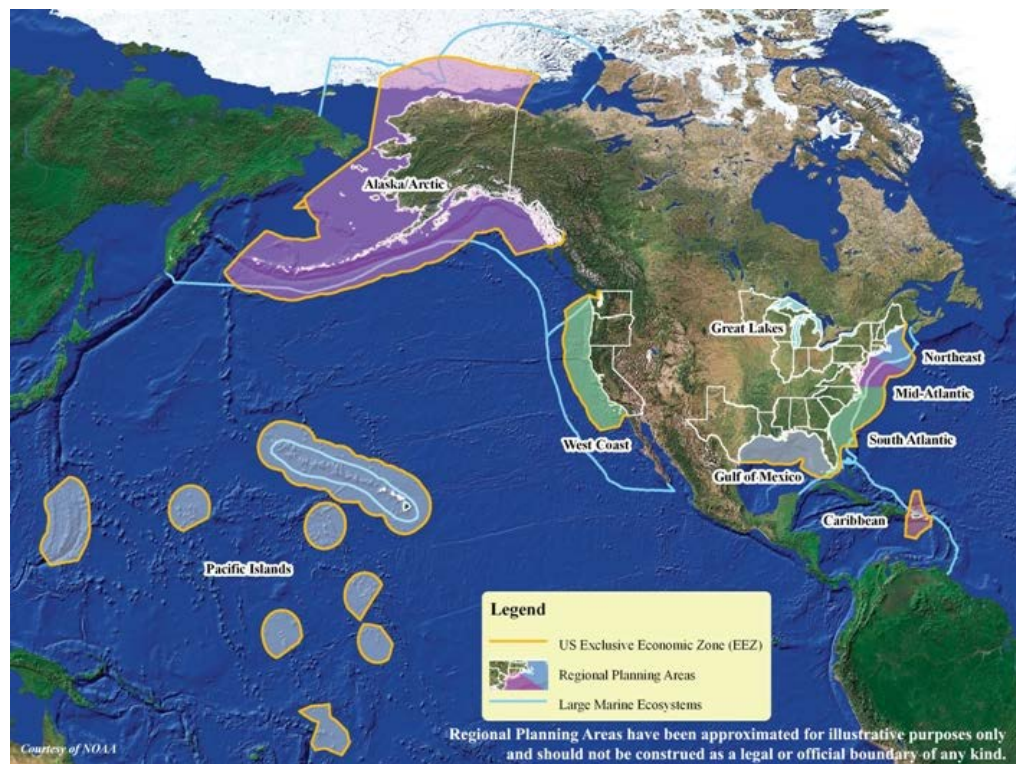 Alaska/Arctic
Great Lakes
Northeast
Mid-Atlantic
South Atlantic
West Coast
Gulf of Mexico
Caribbean
Pacific Islands
Legend
US Exclusive Economic Zone (EEZ)
Regional Planning Areas
Large Marine Ecosystems
Regional Planning Areas have been approximated for illustrative purposes only
and should not be construed as a legal or official boundary of any kind.
Courtesy of NOAA